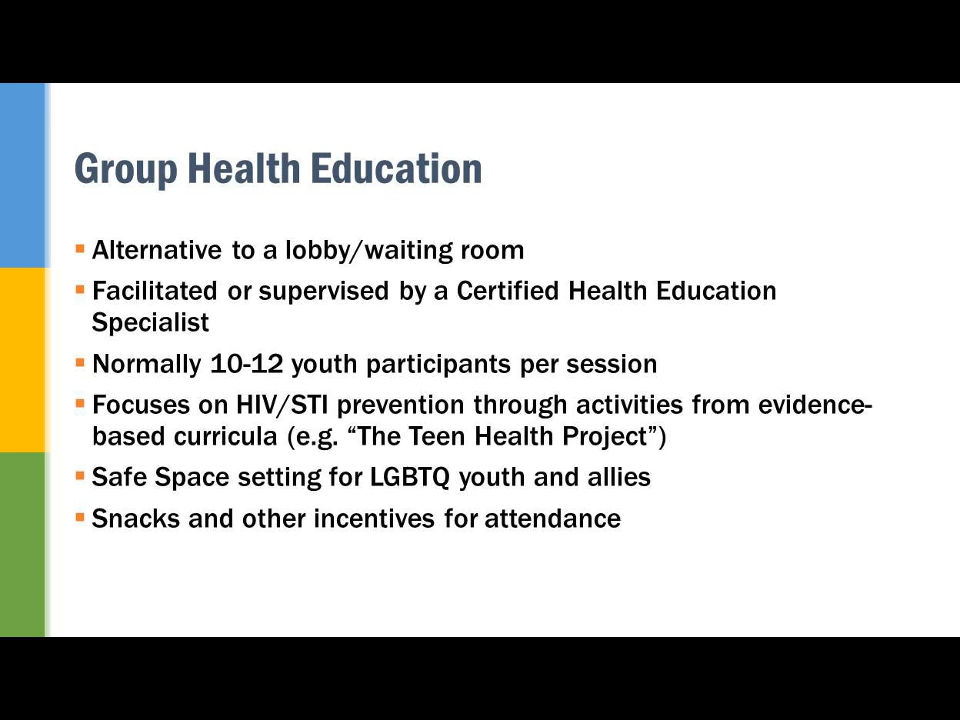 Group Health Education
▪ Alternative to a lobby/waiting room
▪ Facilitated or supervised by a Certified Health Education
Specialist
▪ Normally 10-12 youth participants per session
▪ Focuses on HIV/STI prevention through activities from evidence-
based curricula (e.g. “The Teen Health Project”)
▪ Safe Space setting for LGBTQ youth and allies
▪ Snacks and other incentives for attendance